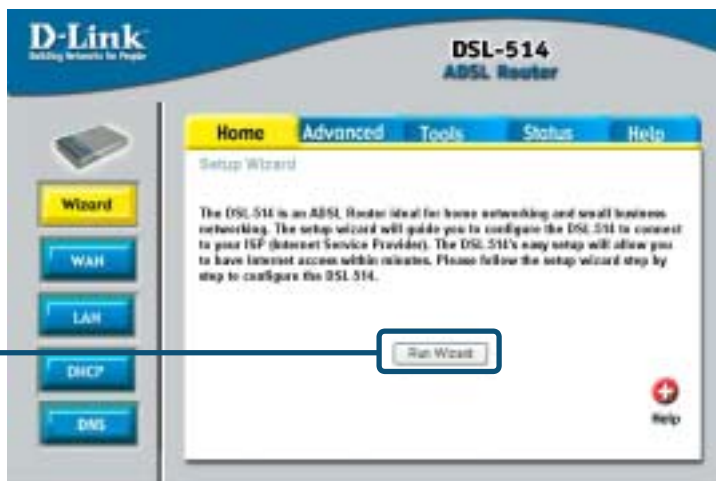 D-Link
Building Networks for People
DSL-514
ADSL Router
Home Advanced Tools Status Help
Setup Wizard
Wizard
WAN
LAN
DHCP
DNS
The DSL-514 is an ADSL Router ideal for home networking and small business
networking. The setup wizard will guide you to configure the DSL-514 to connect
to your ISP (Internet Service Provider). The DSL-514's easy setup will allow you
to have Internet access within minutes. Please follow the setup wizard step by
step to configure the DSL-514.
Run Wizard
Help